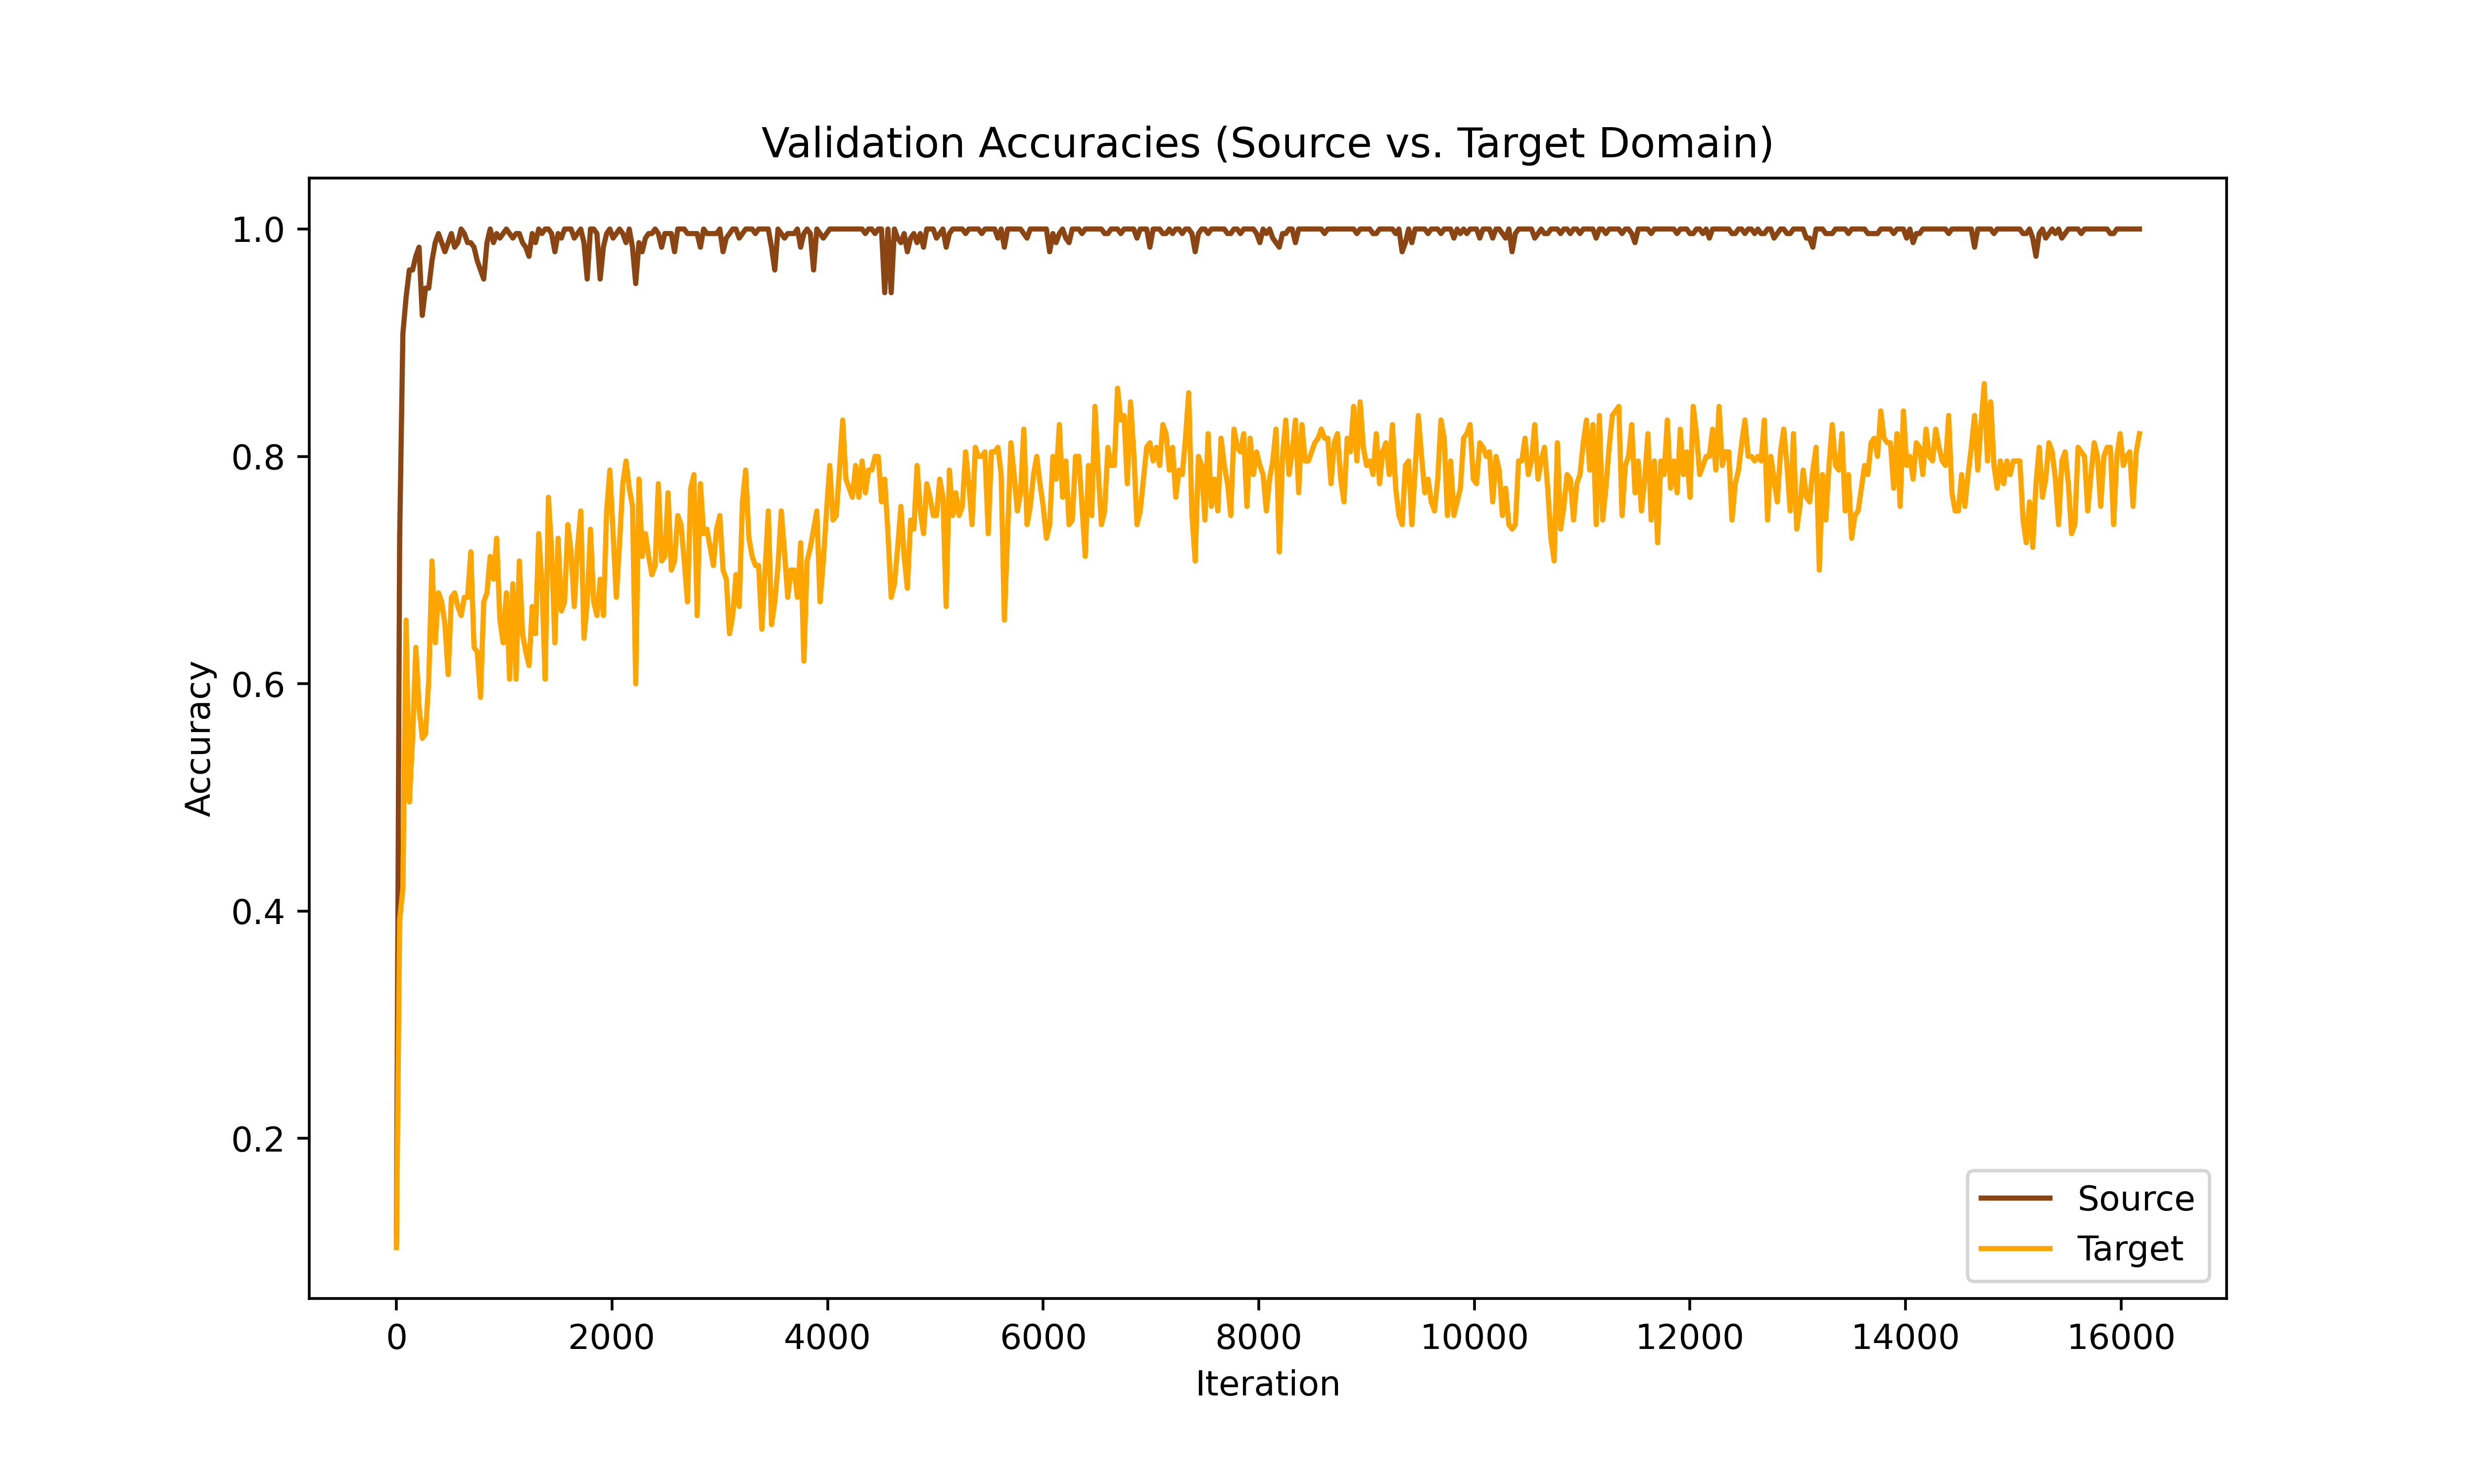 Validation Accuracies (Source vs. Target Domain)
1.0
0.8
0.6
0.4
0.2
Accuracy
0
2000
4000
6000
8000
10000
12000
14000
16000
Iteration
Source
Target